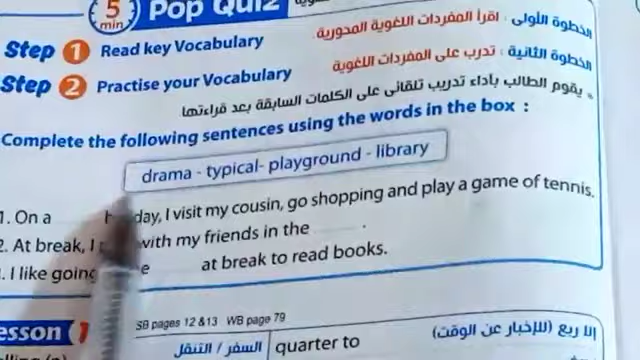 5 min Pop Quiz
Step 1 Read key Vocabulary
الخطوة الأولى : اقرأ المفردات اللغوية المحورية.
Step 2 Practise your Vocabulary
الخطوة الثانية : تدرب على المفردات اللغوية
يقوم الطالب بأداء تدريب تلقائى على الكلمات السابقة بعد قراءتها
Complete the following sentences using the words in the box :
drama - typical- playground - library
1. On a day, I visit my cousin, go shopping and play a game of tennis.
2. At break, I with my friends in the .
. I like going at break to read books.
esson 1
SB pages 12 &13 WB page 79
السفر / التنقل
quarter to
إلا ربع (للإخبار عن الوقت)